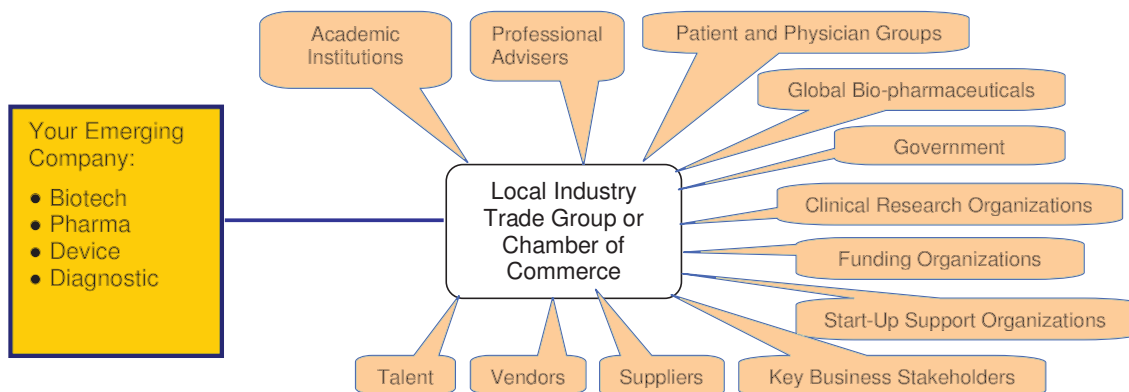 Academic
Institutions
Professional
Advisers
Patient and Physician Groups
Global Bio-pharmaceuticals
Government
Your Emerging
Company:
● Biotech
● Pharma
● Device
● Diagnostic
Local Industry
Trade Group or
Chamber of
Commerce
Clinical Research Organizations
Funding Organizations
Start-Up Support Organizations
Talent
Vendors
Suppliers
Key Business Stakeholders